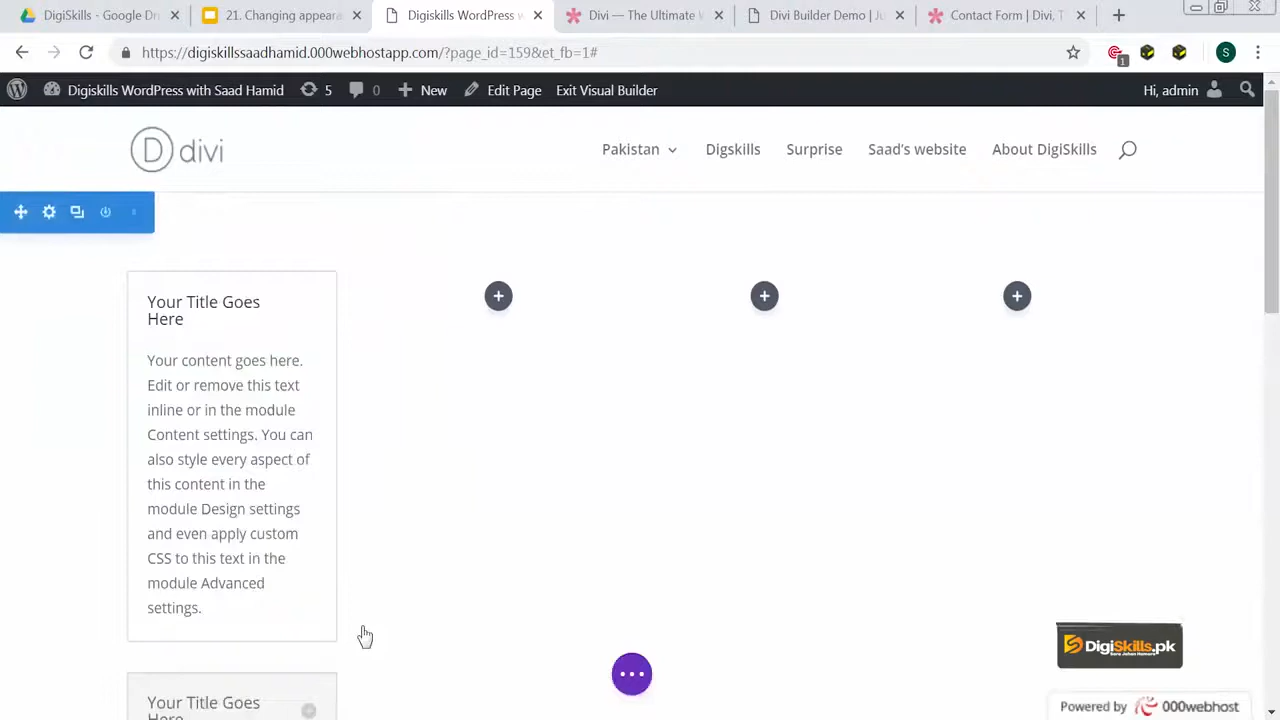 DigiSkills - Google Dr
21. Changing appeara
Digiskills WordPress w
Divi — The Ultimate W
Divi Builder Demo | Ju
Contact Form | Divi, T
https://digiskillssaadhamid.000webhostapp.com/?page_id=159&et_fb=1#
1
S
Digiskills WordPress with Saad Hamid
5
0
New
Edit Page
Exit Visual Builder
Hi, admin
D divi
Pakistan
Digskills
Surprise
Saad's website
About DigiSkills
Your Title Goes
Here
Your content goes here.
Edit or remove this text
inline or in the module
Content settings. You can
also style every aspect of
this content in the
module Design settings
and even apply custom
CSS to this text in the
module Advanced
settings.
DigiSkills.pk
Your Title Goes
Here
Powered by 000webhost